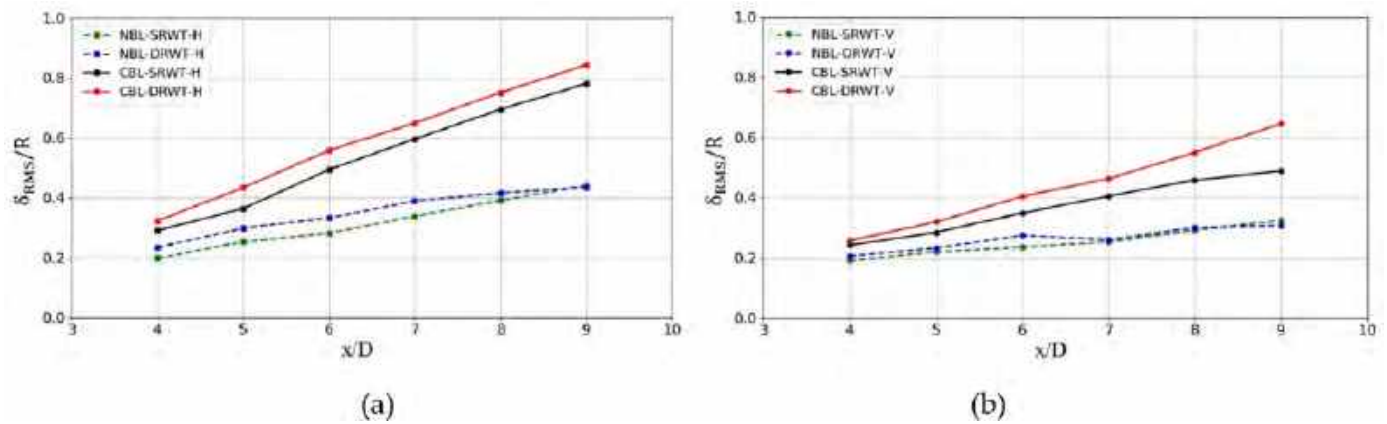 1.0
0.8
0.6
0.4
0.2
0.0
δRMS/R
NBL-SRWT-H
NBL-DRWT-H
CBL-SRWT-H
CBL-DRWT-H
3 4 5 6 7 8 9 10
x/D
(a)
1.0
0.8
0.6
0.4
0.2
0.0
δRMS/R
NBL-SRWT-V
NBL-DRWT-V
CBL-SRWT-V
CBL-DRWT-V
3 4 5 6 7 8 9 10
x/D
(b)